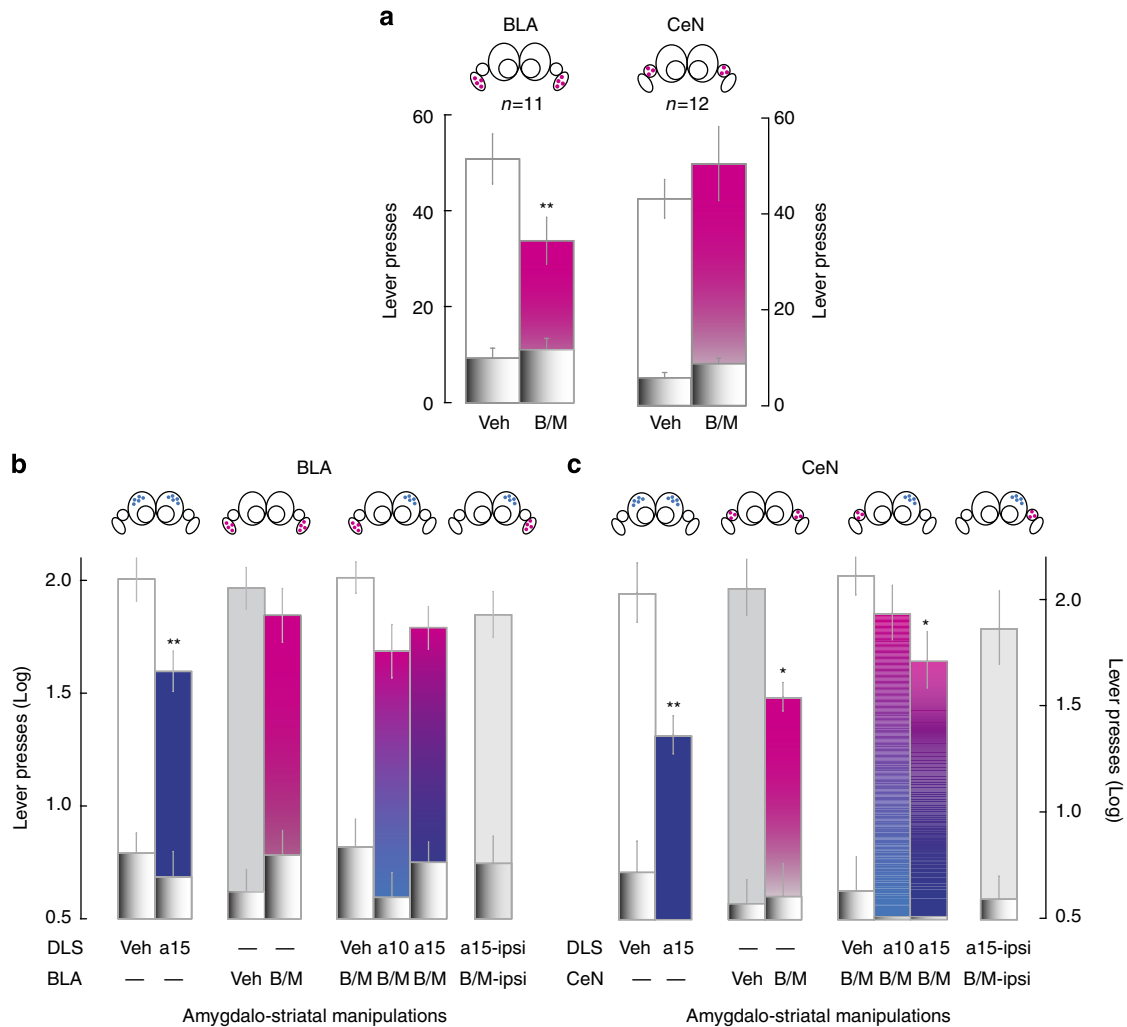 a
BLA CeN
n=11 n=12
60 60
40 40
20 20
0 0
Lever presses
Lever presses
**
Veh B/M Veh B/M
b BLA
c CeN
2.0
1.5
1.0
0.5
Lever presses (Log)
**
2.0
1.5
1.0
0.5
Lever presses (Log)
**
*
*
DLS Veh a15 — — Veh a10 a15 a15-ipsi
BLA — — Veh B/M B/M B/M B/M B/M-ipsi
Amygdalo-striatal manipulations
DLS Veh a15 — — Veh a10 a15 a15-ipsi
CeN — — Veh B/M B/M B/M B/M B/M-ipsi
Amygdalo-striatal manipulations